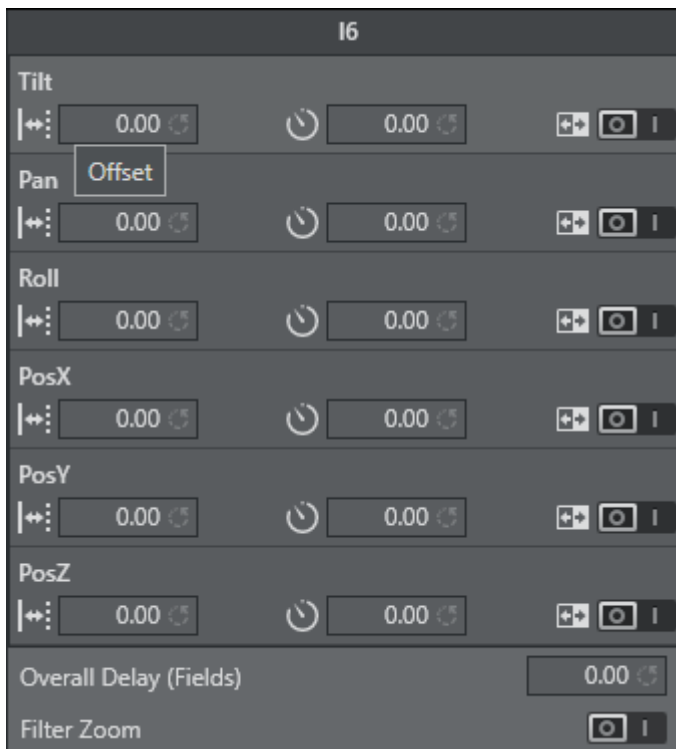 I6
Tilt
0.00 0.00 O I
Offset
Pan
0.00 0.00 O I
Roll
0.00 0.00 O I
PosX
0.00 0.00 O I
PosY
0.00 0.00 O I
PosZ
0.00 0.00 O I
Overall Delay (Fields) 0.00
Filter Zoom O I